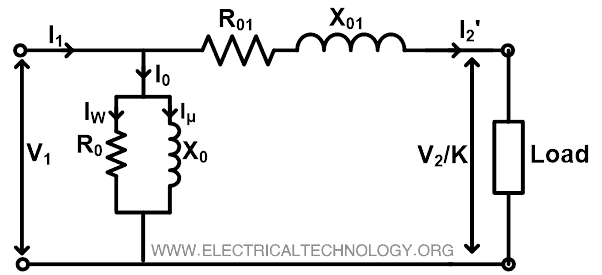 R01 X01
I1 I2'
I0
IW Iμ
R0 X0
V1 V2/K Load
WWW.ELECTRICALTECHNOLOGY.ORG